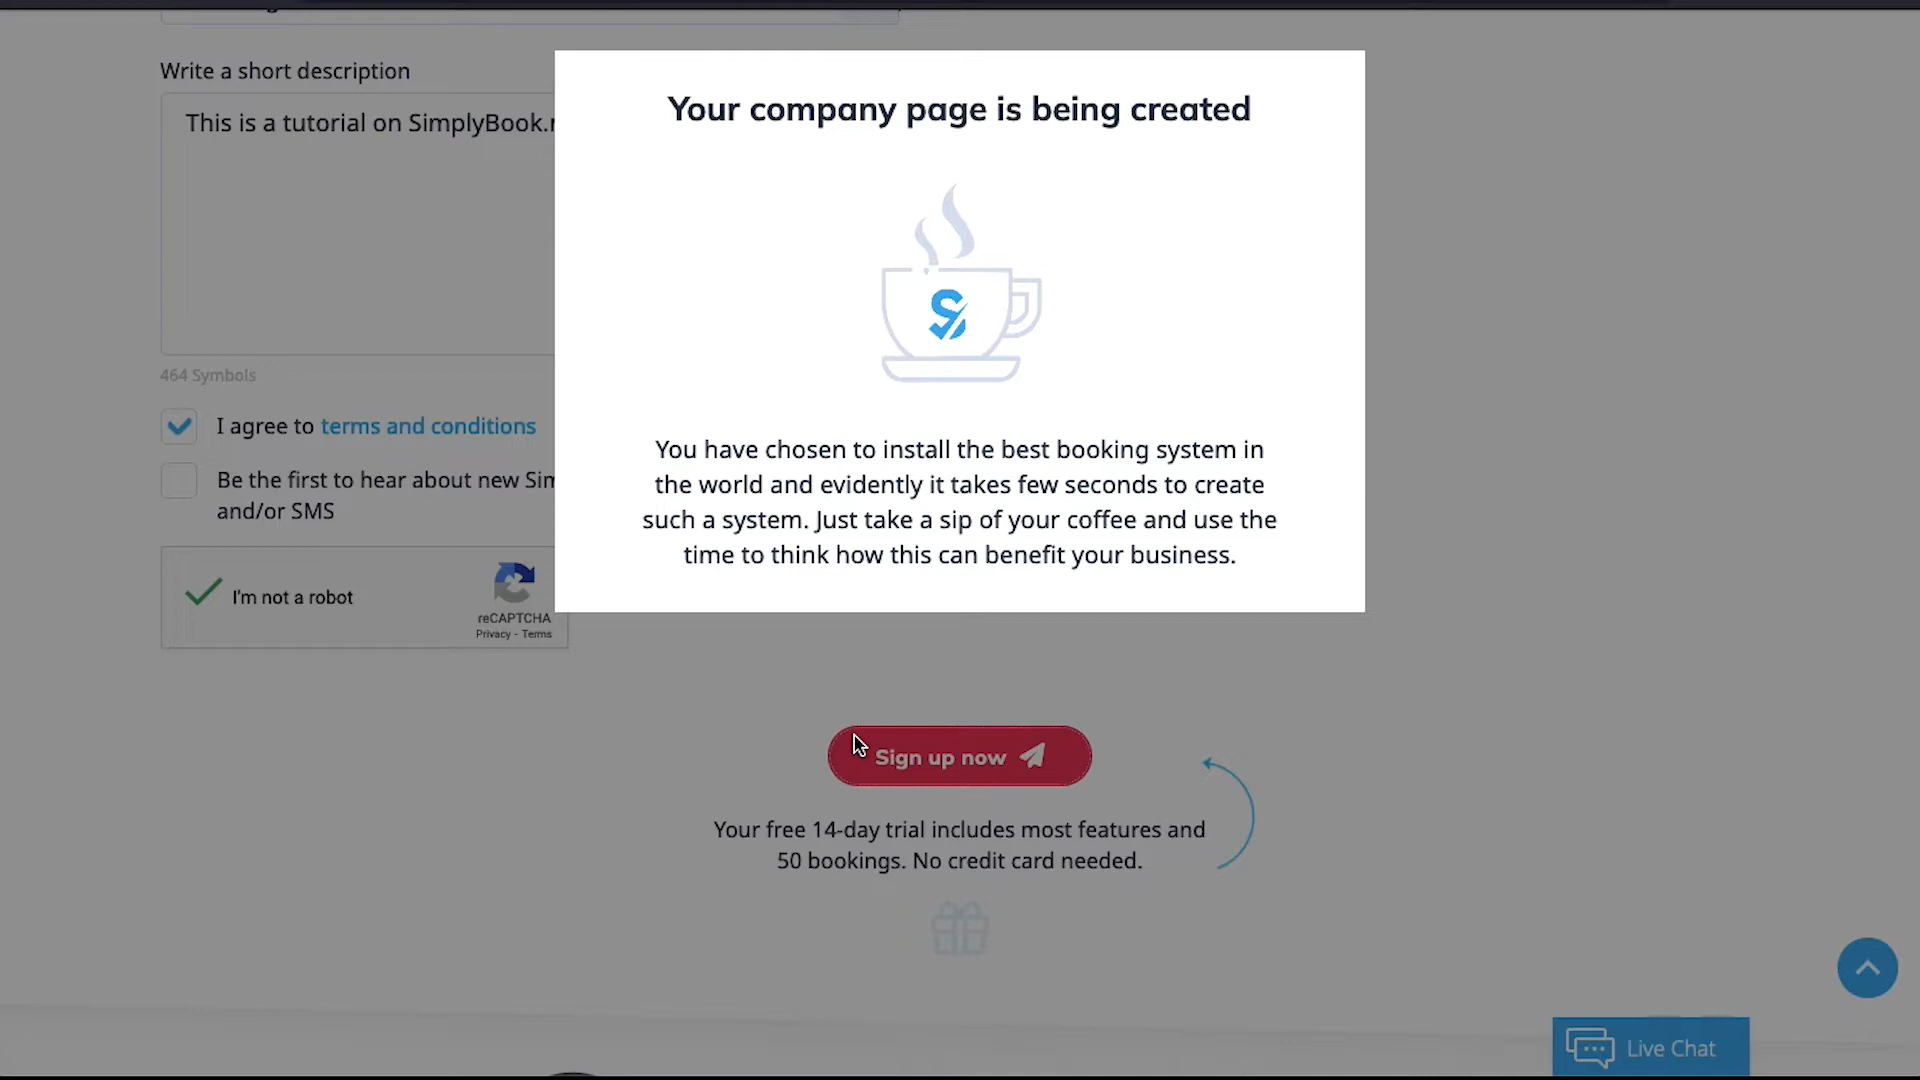 Write a short description
This is a tutorial on SimplyBook.
464 Symbols
I agree to terms and conditions
Be the first to hear about new
and/or SMS
I'm not a robot
reCAPTCHA
Privacy - Terms
Your company page is being created
You have chosen to install the best booking system in
the world and evidently it takes few seconds to create
such a system. Just take a sip of your coffee and use the
time to think how this can benefit your business.
Sign up now
Your free 14-day trial includes most features and
50 bookings. No credit card needed.
Live Chat